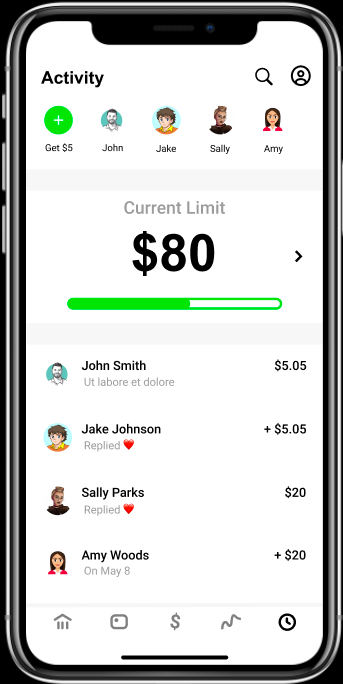 Activity
+
Get $5
John
Jake
Sally
Amy
Current Limit
$80
John Smith
$5.05
Ut labore et dolore
Jake Johnson
+ $5.05
Replied ❤️
Sally Parks
$20
Replied ❤️
Amy Woods
+ $20
On May 8
$